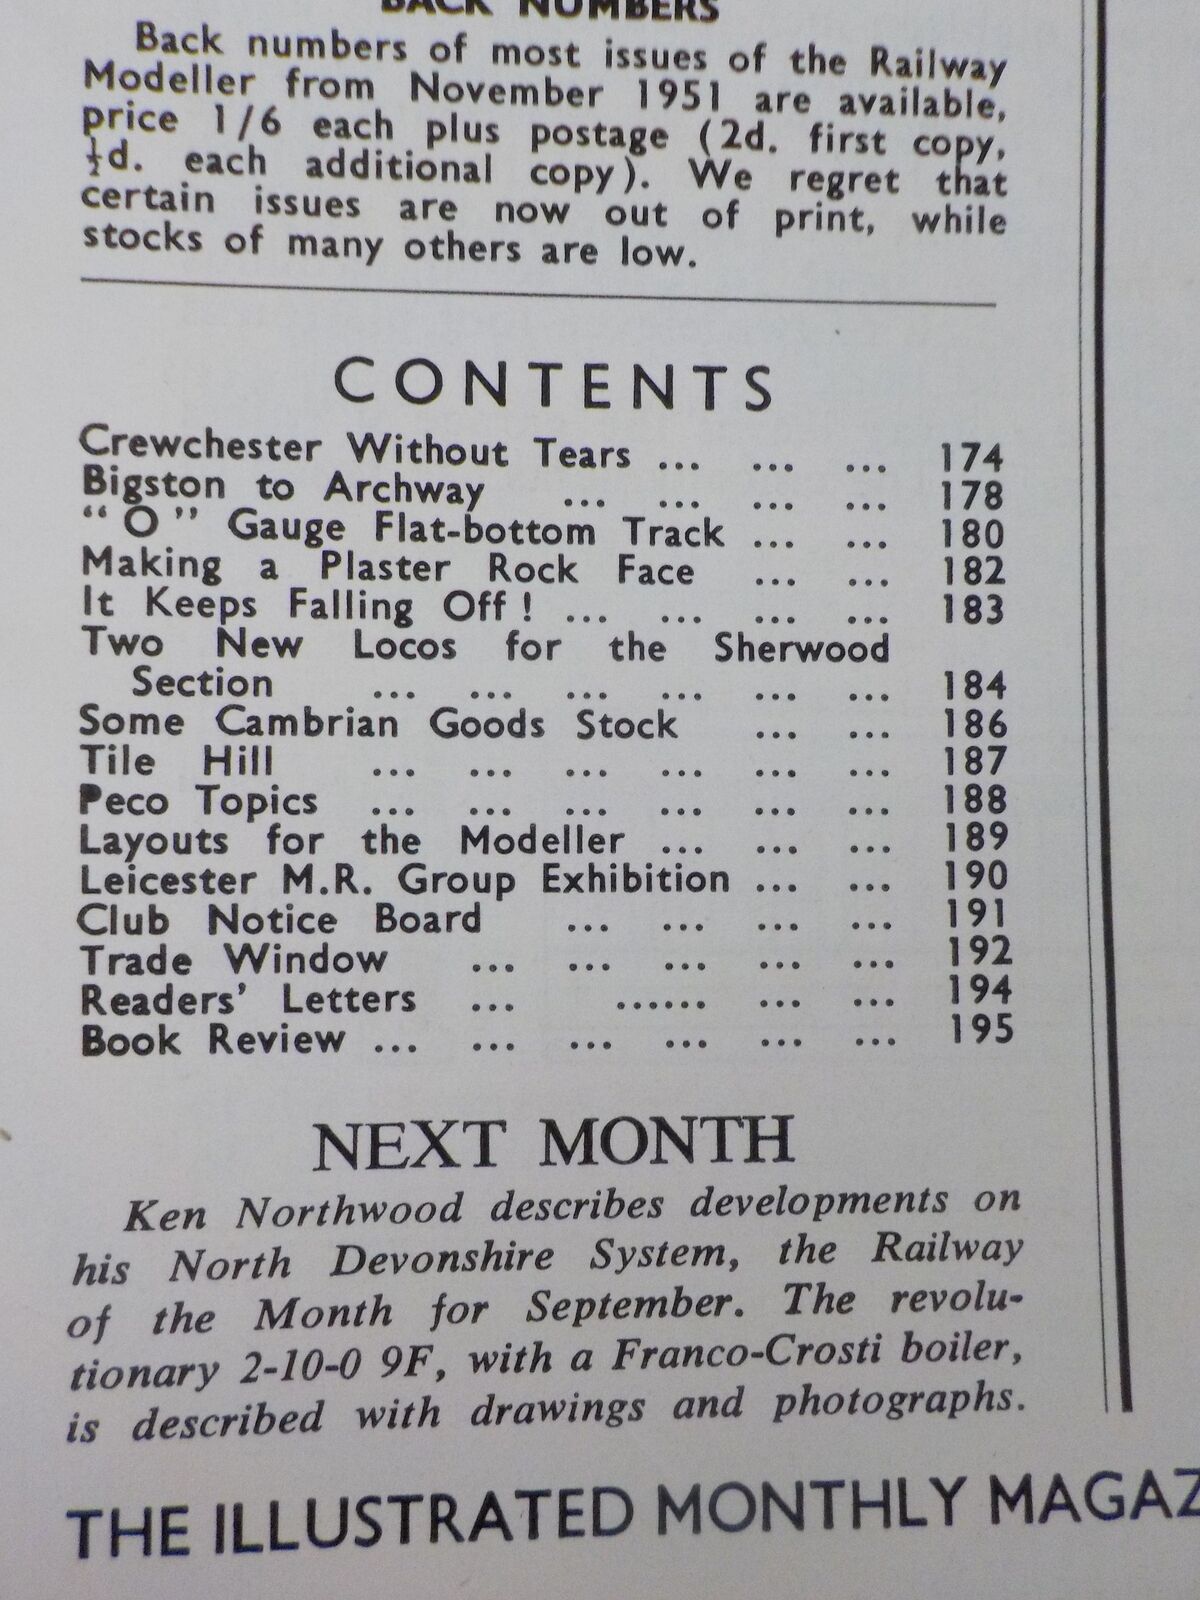 BACK NUMBERS
Back numbers of most issues of the Railway
Modeller from November 1951 are available,
price 1/6 each plus postage (2d. first copy,
½d. each additional copy). We regret that
certain issues are now out of print, while
stocks of many others are low.
CONTENTS
Crewchester Without Tears ... ... ... 174
Bigston to Archway ... ... ... ... 178
“ O ” Gauge Flat-bottom Track ... ... 180
Making a Plaster Rock Face ... ... 182
It Keeps Falling Off ! ... ... ... ... 183
Two New Locos for the Sherwood
Section ... ... ... ... ... ... 184
Some Cambrian Goods Stock ... ... 186
Tile Hill ... ... ... ... ... ... 187
Peco Topics ... ... ... ... ... ... 188
Layouts for the Modeller ... ... ... 189
Leicester M.R. Group Exhibition ... ... 190
Club Notice Board ... ... ... ... 191
Trade Window ... ... ... ... ... 192
Readers’ Letters ... ...... ... ... 194
Book Review ... ... ... ... ... ... 195
NEXT MONTH
Ken Northwood describes developments on
his North Devonshire System, the Railway
of the Month for September. The revolu-
tionary 2-10-0 9F, with a Franco-Crosti boiler,
is described with drawings and photographs.
THE ILLUSTRATED MONTHLY MAGAZ